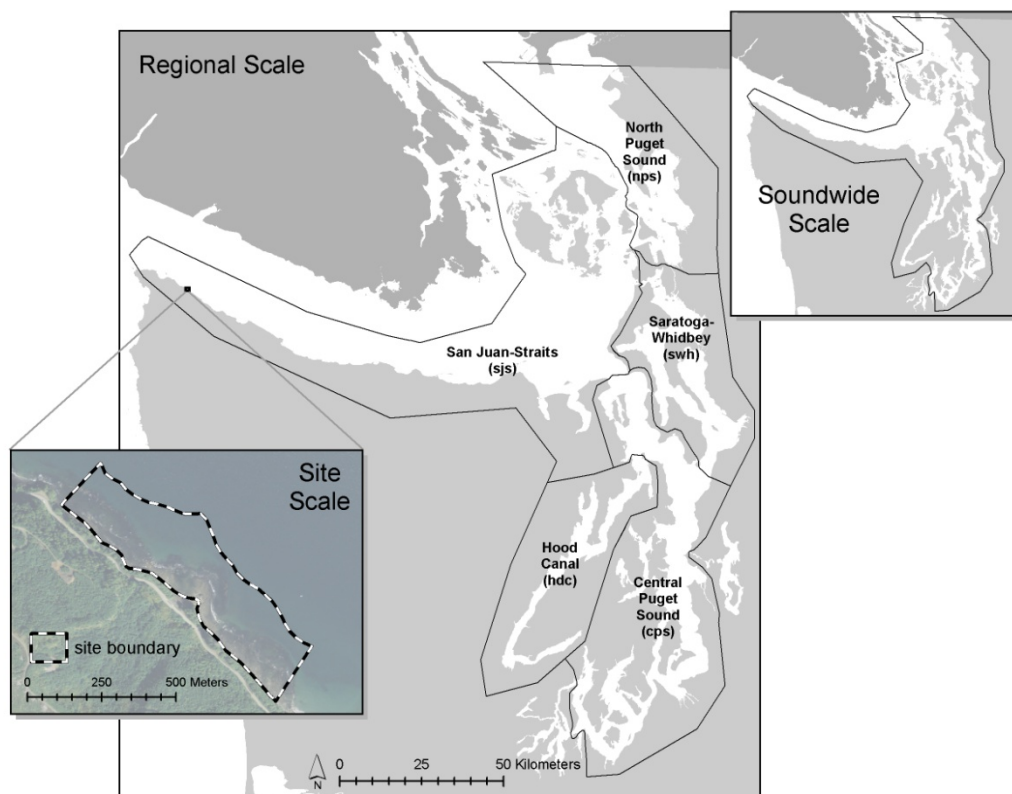 Regional Scale
North
Puget
Sound
(nps)
Soundwide
Scale
San Juan-Straits
(sjs)
Saratoga-
Whidbey
(swh)
Site
Scale
site boundary
0 250 500 Meters
Hood
Canal
(hdc)
Central
Puget
Sound
(cps)
N
0 25 50 Kilometers